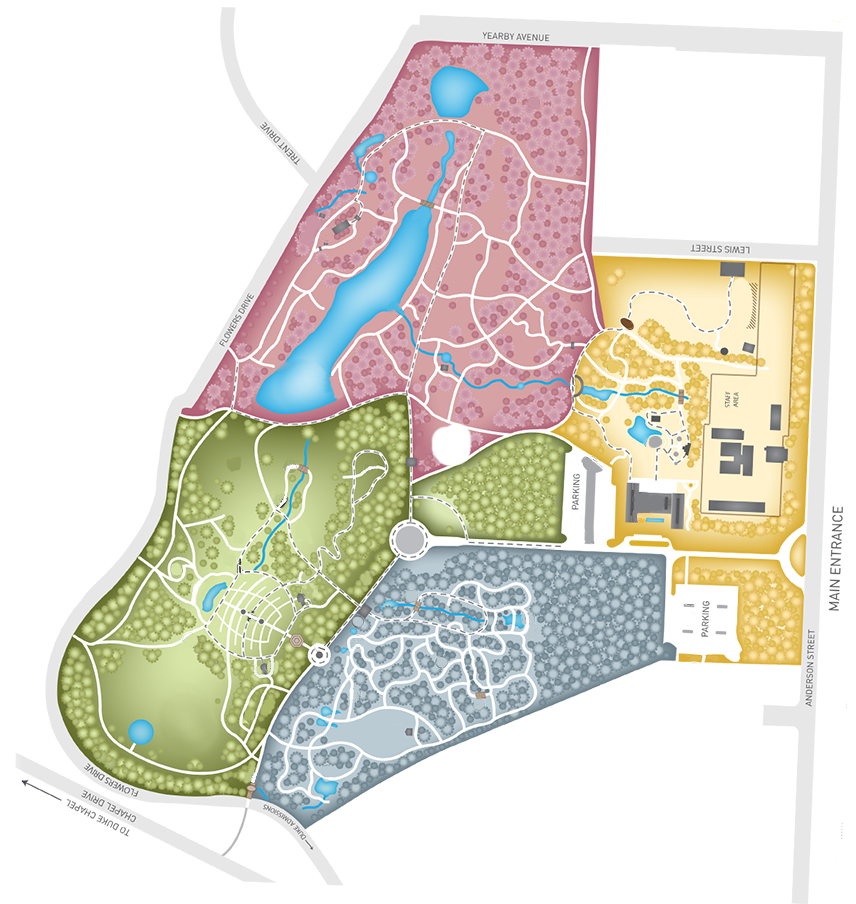 YEARBY AVENUE
TRENT DRIVE
LEWIS STREET
FLOWERS DRIVE
STAFF
AREA
PARKING
MAIN ENTRANCE
PARKING
ANDERSON STREET
FLOWERS DRIVE
CHAPEL DRIVE
TO DUKE CHAPEL
DUKE ADMISSIONS